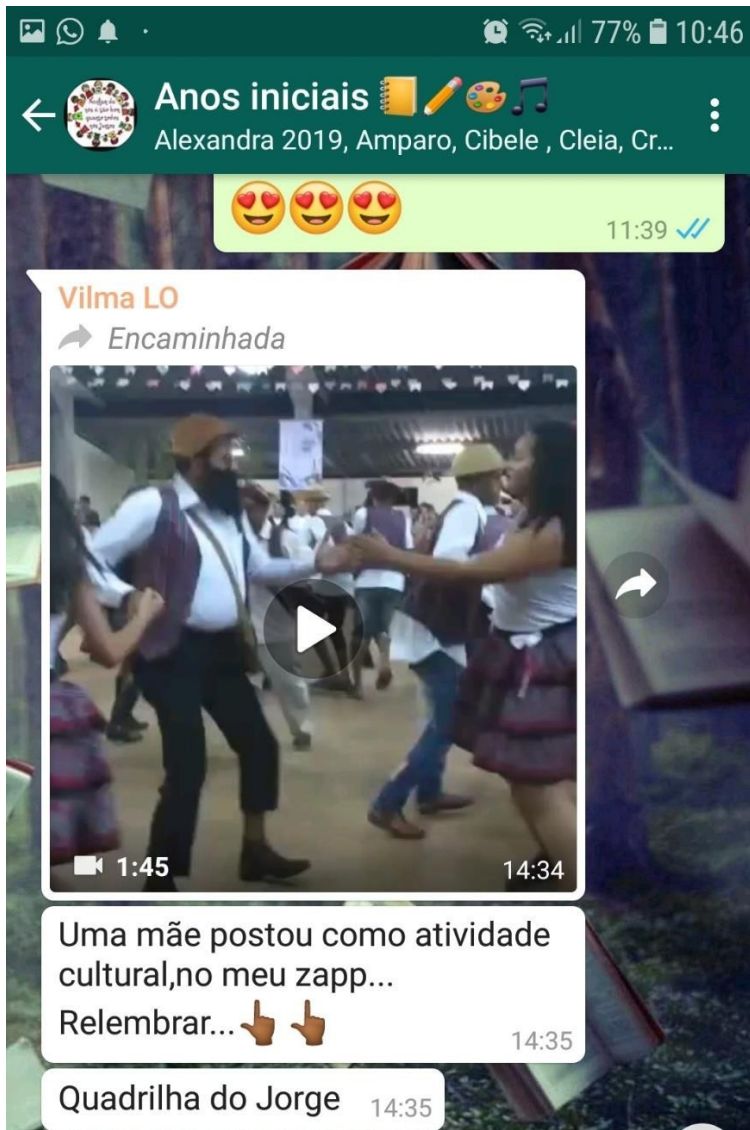 77% 10:46
Anos iniciais
Alexandra 2019, Amparo, Cibele , Cleia, Cr...
11:39
Vilma LO
Encaminhada
1:45
14:34
Uma mãe postou como atividade
cultural,no meu zapp...
Relembrar...
14:35
Quadrilha do Jorge 14:35